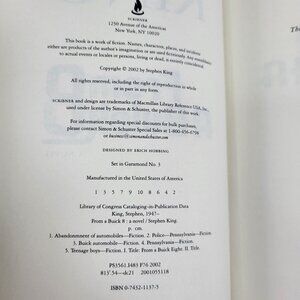 SCRIBNER
1230 Avenue of the Americas
New York, NY 10020
This book is a work of fiction. Names, characters, places, and incidents
either are products of the author's imagination or are used fictitiously. Any resemblance
to actual events or locales or persons, living or dead, is entirely coincidental.
Copyright © 2002 by Stephen King
All rights reserved, including the right of reproduction in whole
or in part in any form.
SCRIBNER and design are trademarks of Macmillan Library Reference USA, Inc.,
used under license by Simon & Schuster, the publisher of this work.
For information regarding special discounts for bulk purchases,
please contact Simon & Schuster Special Sales at 1-800-456-6798
or business@simonandschuster.com
DESIGNED BY ERICH HOBBING
Set in Garamond No. 3
Manufactured in the United States of America
1 3 5 7 9 10 8 6 4 2
Library of Congress Cataloging-in-Publication Data
King, Stephen, 1947–
From a Buick 8 : a novel / Stephen King.
p. cm.
1. Abandonment of automobiles—Fiction. 2. Police—Pennsylvania—Fiction.
3. Buick automobile—Fiction. 4. Pennsylvania—Fiction.
5. Teenage boys—Fiction. I. Title: From a Buick Eight. II. Title.
PS3561.I483 F76 2002
813'.54—dc21 2001055118
ISBN 0-7432-1137-5